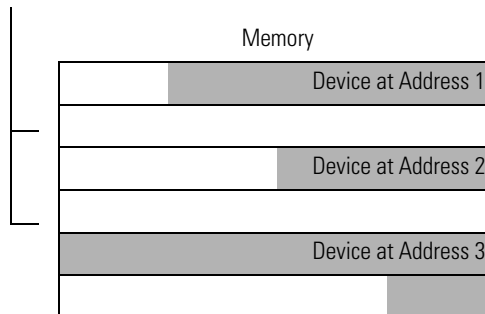 Memory
Device at Address 1
Device at Address 2
Device at Address 3